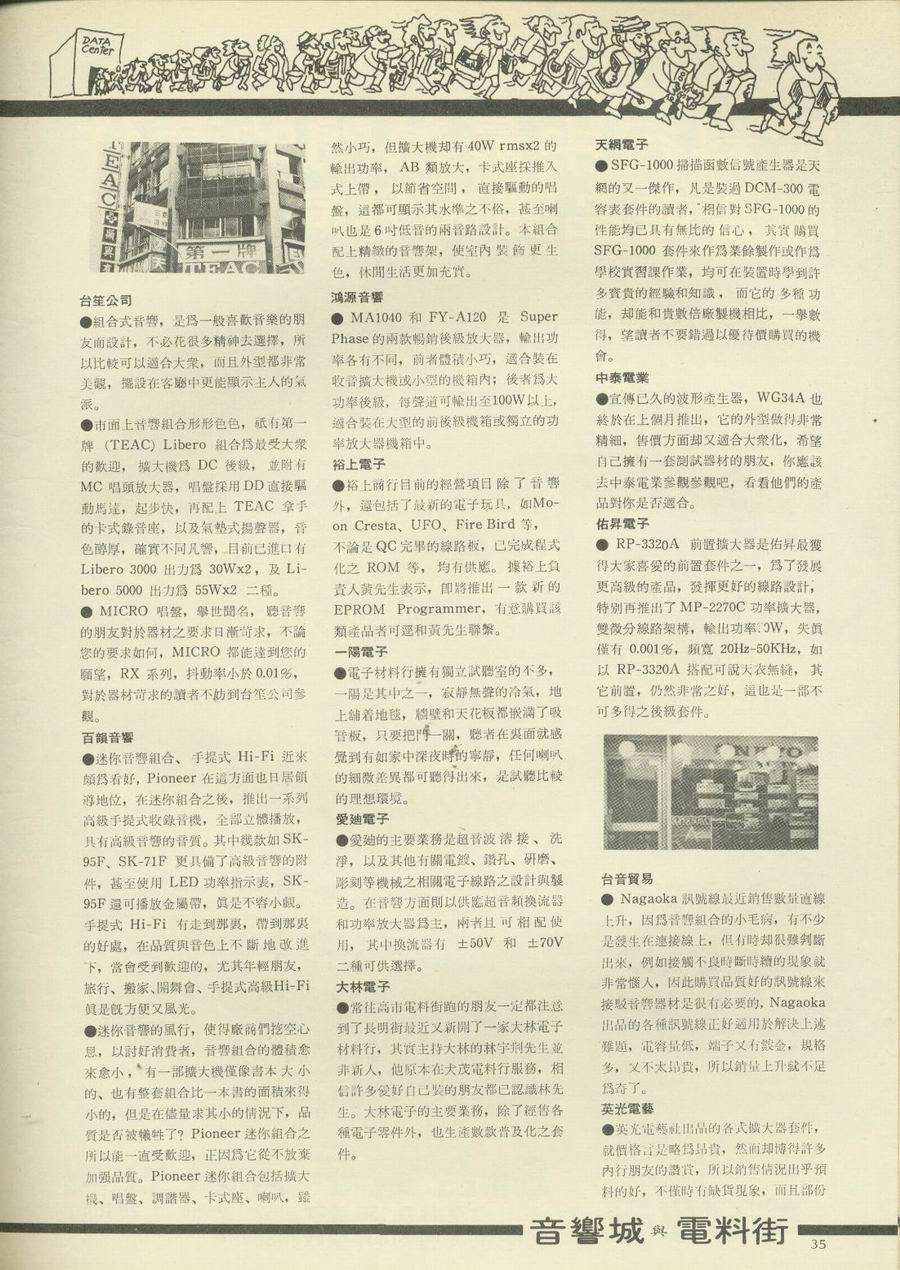 DATA
Center
TEAC
第一牌
TEAC
台笙公司
●組合式音響，是爲一般喜歡音樂的朋
友而設計，不必花很多精神去選擇，所
以比較可以適合大衆，而且外型都非常
美觀，擺設在客廳中更能顯示主人的氣
派。
●市面上音響組合形形色色，祇有第一
牌 (TEAC) Libero 組合爲最受大衆
的歡迎，擴大機爲 DC 後級，並附有
MC 唱頭放大器，唱盤採用DD直接驅
動馬達，起步快，再配上 TEAC 拿手
的卡式錄音座，以及氣墊式揚聲器，音
色醇厚，確實不同凡響，目前已進口有
Libero 3000 出力爲 30Wx2，及 Li-
bero 5000 出力爲 55Wx2 二種。
● MICRO 唱盤，舉世聞名，聽音響
的朋友對於器材之要求日漸苛求，不論
您的要求如何，MICRO 都能達到您的
願望，RX 系列，抖動率小於0.01%，
對於器材苛求的讀者不妨到台笙公司參
觀。
百韻音響
●迷你音響組合、手提式 Hi-Fi 近來
頗爲看好，Pioneer 在這方面也日居領
導地位，在迷你組合之後，推出一系列
高級手提式收錄音機，全部立體播放，
具有高級音響的音質。其中幾款如SK-
95F、SK-71F 更具備了高級音響的附
件，甚至使用 LED功率指示表，SK-
95F還可播放金屬帶，眞是不容小覷。
手提式 Hi-Fi 有走到那裏，帶到那裏
的好處，在品質與音色上不斷地改進
下，當會受到歡迎的，尤其年輕朋友，
旅行、搬家、開舞會、手提式高級Hi-Fi
眞是旣方便又風光。
●迷你音響的風行，使得廠商們挖空心
思，以討好消費者，音響組合的體積愈
來愈小，有一部擴大機僅像書本大小
的、也有整套組合比一本書的面積來得
小的，但是在儘量求其小的情況下，品
質是否被犧牲了？Pioneer迷你組合之
所以能一直受歡迎，正因爲它從不放棄
加强品質。Pioneer迷你組合包括擴大
機、唱盤、調諧器、卡式座、喇叭，雖
然小巧，但擴大機却有40W rmsx2 的
輸出功率，AB 類放大，卡式座採推入
式上帶，以節省空間，直接驅動的唱
盤，這都可顯示其水準之不俗，甚至喇
叭也是6吋低音的兩音路設計。本組合
配上精緻的音響架，使室內裝飾更生
色，休閒生活更加充實。
鴻源音響
● MA1040 和 FY-A120 是 Super
Phase的兩款暢銷後級放大器，輸出功
率各有不同，前者體積小巧，適合裝在
收音擴大機或小型的機箱內；後者爲大
功率後級，每聲道可輸出至100W以上，
適合裝在大型的前後級機箱或獨立的功
率放大器機箱中。
裕上電子
●裕上商行目前的經營項目除了音響
外，還包括了最新的電子玩具，如Mo-
on Cresta、UFO、Fire Bird 等，
不論是QC完畢的線路板，已完成程式
化之 ROM 等，均有供應。據裕上負
責人黃先生表示，即將推出一款新的
EPROM Programmer，有意購買該
類產品者可逕和黃先生聯繫。
一陽電子
●電子材料行擁有獨立試聽室的不多，
一陽是其中之一，寂靜無聲的冷氣，地
上鋪着地毯，牆壁和天花板都嵌滿了吸
音板，只要把門一關，聽者在裏面就感
覺到有如家中深夜時的寧靜，任何喇叭
的細微差異都可聽得出來，是試聽比較
的理想環境。
愛廸電子
●愛廸的主要業務是超音波溶接、洗
淨，以及其他有關電鍍、鑽孔、研磨、
彫刻等機械之相關電子線路之設計與製
造。在音響方面則以供應超音頻換流器
和功率放大器爲主，兩者且可相配使
用，其中換流器有 ±50V 和 ±70V
二種可供選擇。
大林電子
●常往高市電料街跑的朋友一定都注意
到了長明街最近又新開了一家大林電子
材料行，其實主持大林的林宇荆先生並
非新人，他原本在大茂電料行服務，相
信許多愛好自己裝的朋友都已認識林先
生。大林電子的主要業務，除了經售各
種電子零件外，也生產數款普及化之套
件。
天網電子
● SFG-1000掃描函數信號產生器是天
網的又一傑作，凡是裝過DCM-300 電
容表套件的讀者，相信對SFG-1000的
性能均已具有無比的信心，其實購買
SFG-1000 套件來作爲業餘製作或作爲
學校實習課作業，均可在裝置時學到許
多寳貴的經驗和知識，而它的多種功
能，却能和貴數倍廠製機相比，一擧數
得，望讀者不要錯過以優待價購買的機
會。
中泰電業
●宣傳已久的波形產生器，WG34A也
終於在上個月推出，它的外型做得非常
精細，售價方面却又適合大衆化，希望
自己擁有一套測試器材的朋友，你應該
去中泰電業參觀參觀吧，看看他們的產
品對你是否適合。
佑昇電子
● RP-3320A 前置擴大器是佑昇最獲
得大家喜愛的前置套件之一，爲了發展
更高級的產品，發揮更好的線路設計，
特別再推出了MP-2270C 功率擴大器，
雙微分線路架構，輸出功率 0W，失眞
僅有 0.001%，頻寬 20Hz-50KHz，如
以 RP-3320A 搭配可說天衣無縫，其
它前置，仍然非常之好，這也是一部不
可多得之後級套件。
ONKYO
台音貿易
● Nagaoka 訊號線最近銷售數量直線
上升，因爲音響組合的小毛病，有不少
是發生在連接線上，但有時却很難判斷
出來，例如接觸不良時斷時續的現象就
非常惱人，因此購買品質好的訊號線來
接駁音響器材是很有必要的，Nagaoka
出品的各種訊號線正好適用於解決上述
難題，電容量低，端子又有鍍金，規格
多，又不太昂貴，所以銷量上升就不足
爲奇了。
英光電藝
●英光電藝社出品的各式擴大器套件，
就價格言是略爲昂貴，然而却博得許多
內行朋友的讚賞，所以銷售情況出乎預
料的好，不僅時有缺貨現象，而且部份
音響城與電料街
35